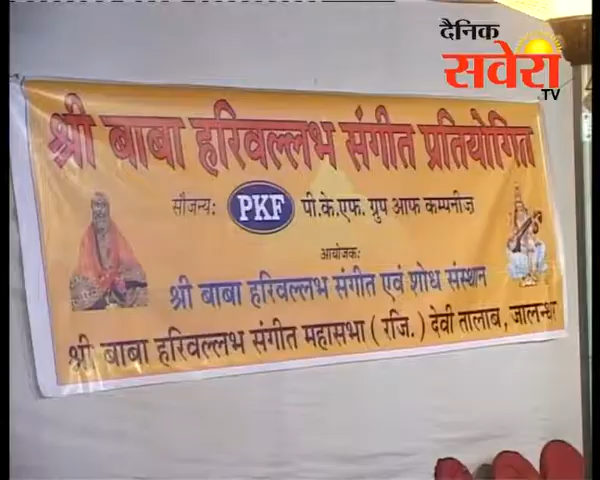 दैनिक
सवेरा
TV
श्री बाबा हरिवल्लभ संगीत प्रतियोगित
सौजन्य: PKF पी.के.एफ. ग्रुप आफ कम्पनीज़
आयोजक:
श्री बाबा हरिवल्लभ संगीत एवं शोध संस्थान
श्री बाबा हरिवल्लभ संगीत महासभा ( रजि. ) देवी तालाब, जालन्धर